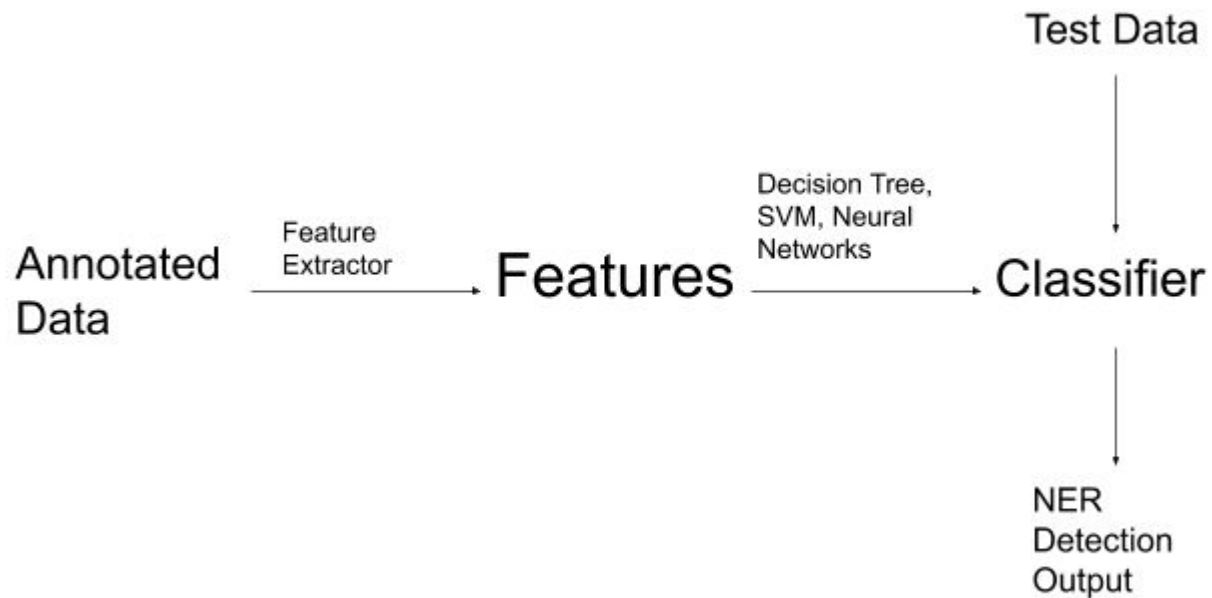 Test Data
Decision Tree,
SVM, Neural
Networks
Feature
Extractor
Annotated
Data
Features
Classifier
NER
Detection
Output